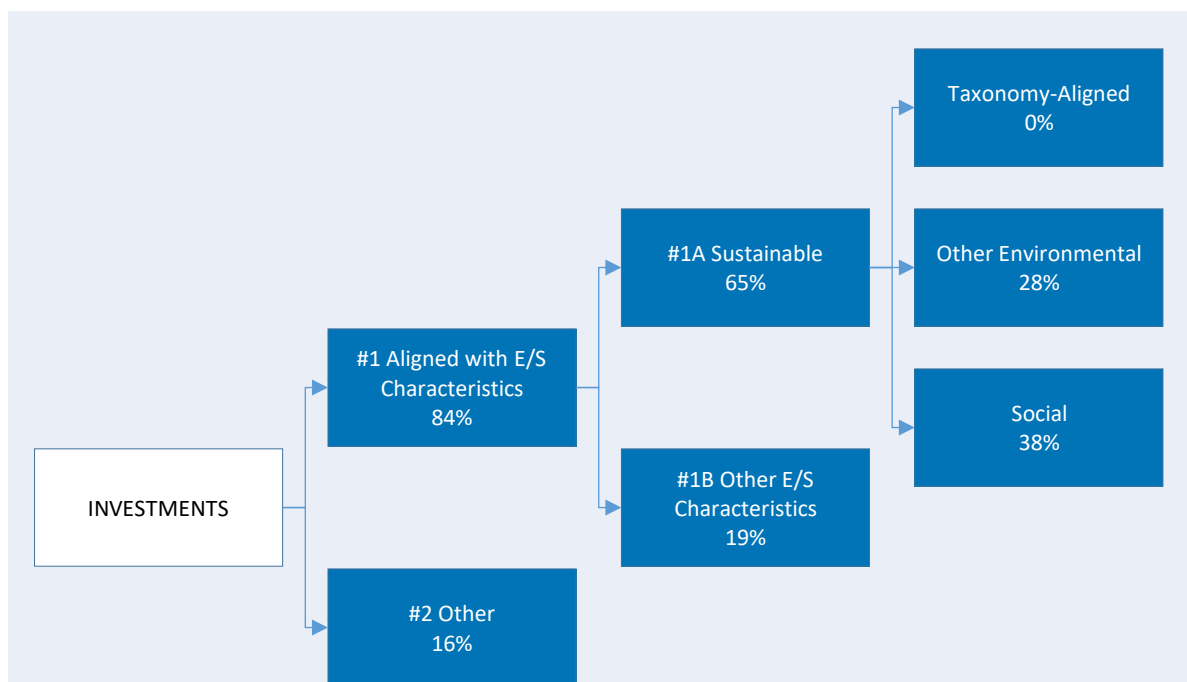 INVESTMENTS
#1 Aligned with E/S
Characteristics
84%
#2 Other
16%
#1A Sustainable
65%
#1B Other E/S
Characteristics
19%
Taxonomy-Aligned
0%
Other Environmental
28%
Social
38%